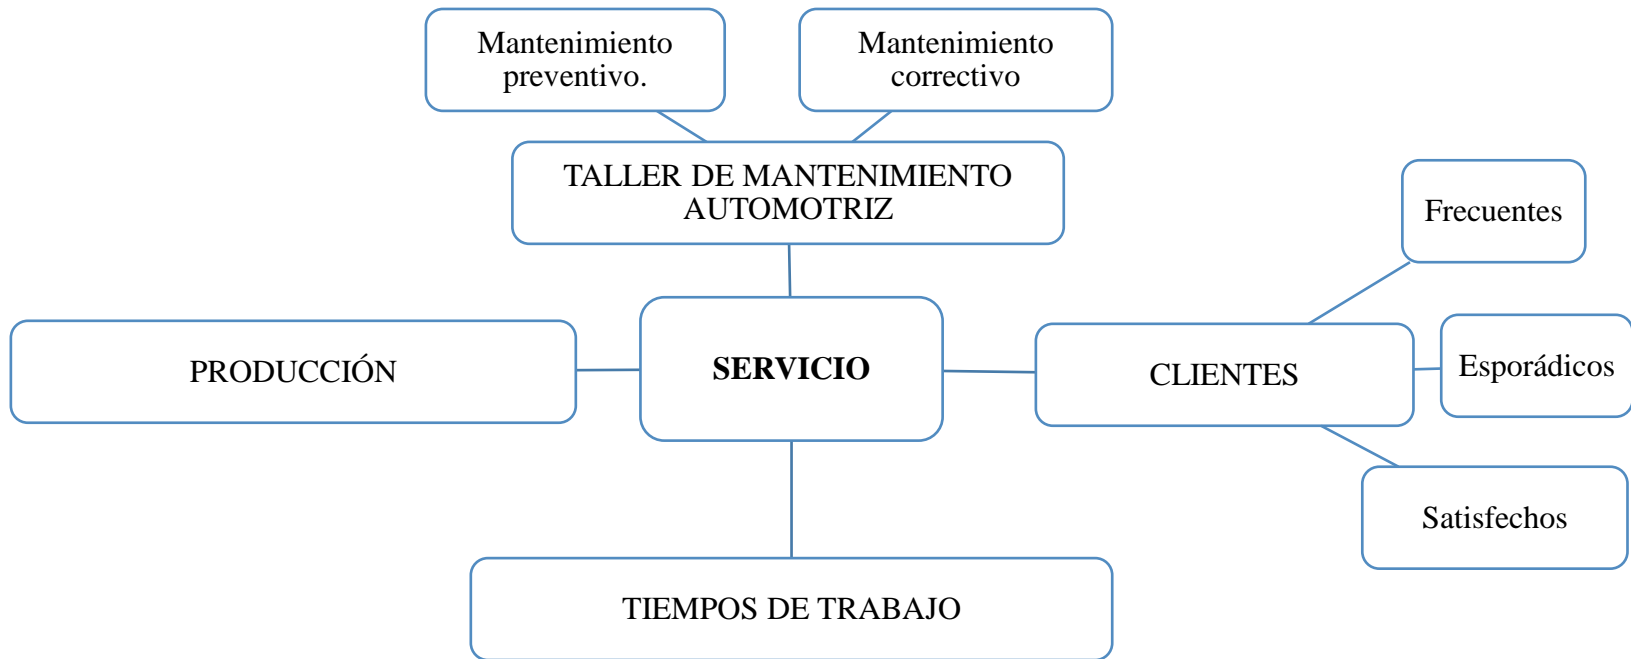 Mantenimiento
preventivo.
Mantenimiento
correctivo
TALLER DE MANTENIMIENTO
AUTOMOTRIZ
Frecuentes
PRODUCCIÓN
SERVICIO
CLIENTES
Esporádicos
Satisfechos
TIEMPOS DE TRABAJO